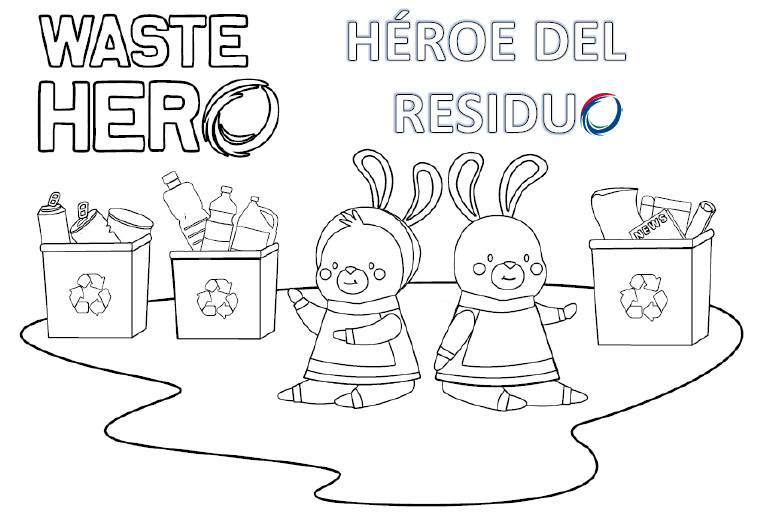 WASTE
HERO
HÉROE DEL
RESIDUO
NEWS